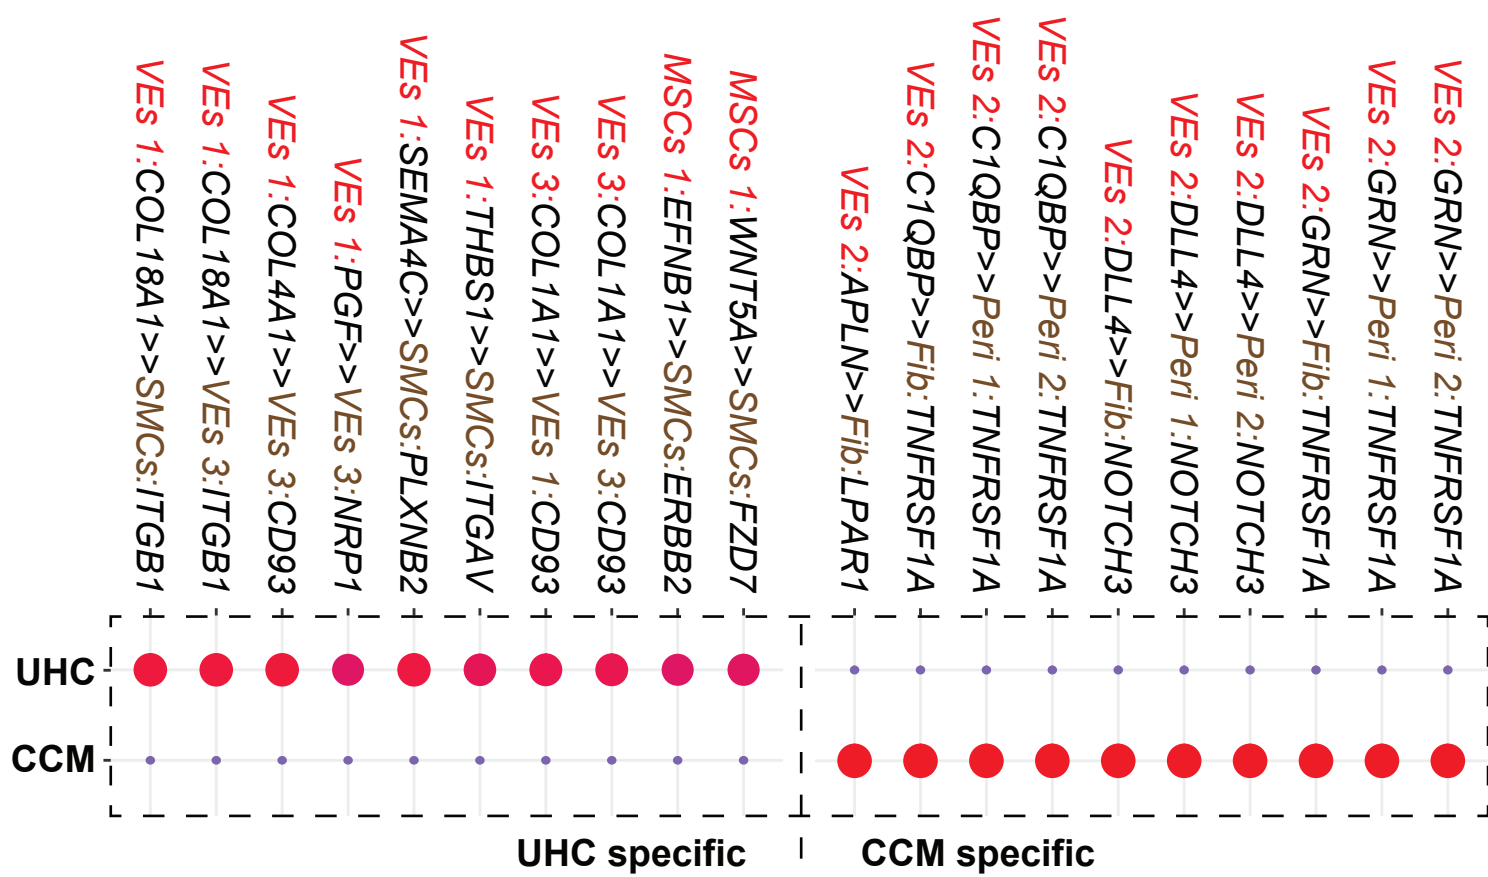 VEs 1:COL18A1>>SMCs:ITGB1
VEs 1:COL18A1>>VEs 3:ITGB1
VEs 1:COL4A1>>VEs 3:CD93
VEs 1:PGF>>VEs 3:NRP1
VEs 1:SEMA4C>>SMCs:PLXNB2
VEs 1:THBS1>>SMCs:ITGAV
VEs 3:COL1A1>>VEs 1:CD93
VEs 3:COL1A1>>VEs 3:CD93
MSCs 1:EFNB1>>SMCs:ERBB2
MSCs 1:WNT5A>>SMCs:FZD7
VEs 2:APLN>>Fib:LPAR1
VEs 2:C1QBP>>Fib:TNFRSF1A
VEs 2:C1QBP>>Peri 1:TNFRSF1A
VEs 2:C1QBP>>Peri 2:TNFRSF1A
VEs 2:DLL4>>Fib:NOTCH3
VEs 2:DLL4>>Peri 1:NOTCH3
VEs 2:DLL4>>Peri 2:NOTCH3
VEs 2:GRN>>Fib:TNFRSF1A
VEs 2:GRN>>Peri 1:TNFRSF1A
VEs 2:GRN>>Peri 2:TNFRSF1A
UHC
CCM
UHC specific
CCM specific